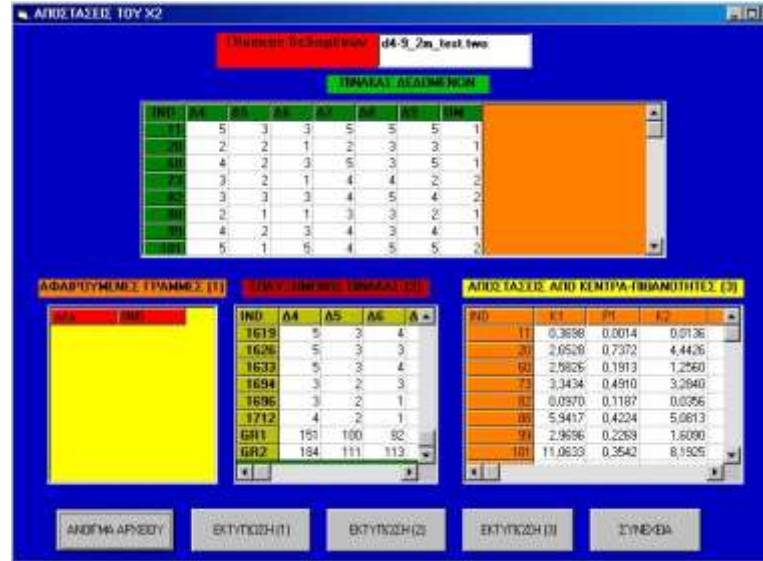 ΑΠΟΣΤΑΣΕΙΣ ΤΟΥ Χ2
Πίνακας δεδομένων d4-9_2m_test.two
ΠΙΝΑΚΑΣ ΔΕΔΟΜΕΝΩΝ
IND Δ4 Δ5 Δ6 Δ7 Δ8 Δ9 ΟΜ
11 5 3 3 5 5 5 1
20 2 2 1 2 3 3 1
60 4 2 3 5 3 5 1
73 3 2 1 4 4 2 2
82 3 3 3 4 5 4 2
2 1 1 3 3 2 1
99 4 2 3 4 3 4 1
101 5 1 5 4 5 5 2
ΑΦΑΙΡΟΥΜΕΝΕΣ ΓΡΑΜΜΕΣ (1)
ΠΙΝΑΚΑΣ (2)
ΑΠΟΣΤΑΣΕΙΣ ΑΠΟ ΚΕΝΤΡΑ-ΠΙΘΑΝΟΤΗΤΕΣ (3)
IND
IND Δ4 Δ5 Δ6 Δ
1619 5 3 4
1626 5 3 3
1633 5 3 4
1694 3 2 3
1696 3 2 1
1712 4 2 1
GR1 151 100 82
GR2 184 111 113
IND K1 P1 K2
11 0,3698 0,0014 0,0136
20 2,0528 0,7372 4,4426
60 2,5826 0,1913 1,2560
73 3,3434 0,4910 3,2840
82 0,0970 0,1187 0,0356
5,9417 0,4224 5,0813
99 2,9696 0,2269 1,6090
101 11,0633 0,3542 8,1925
ΑΝΟΙΓΜΑ ΑΡΧΕΙΟΥ
ΕΚΤΥΠΩΣΗ (1)
ΕΚΤΥΠΩΣΗ (2)
ΕΚΤΥΠΩΣΗ (3)
ΣΥΝΕΧΕΙΑ